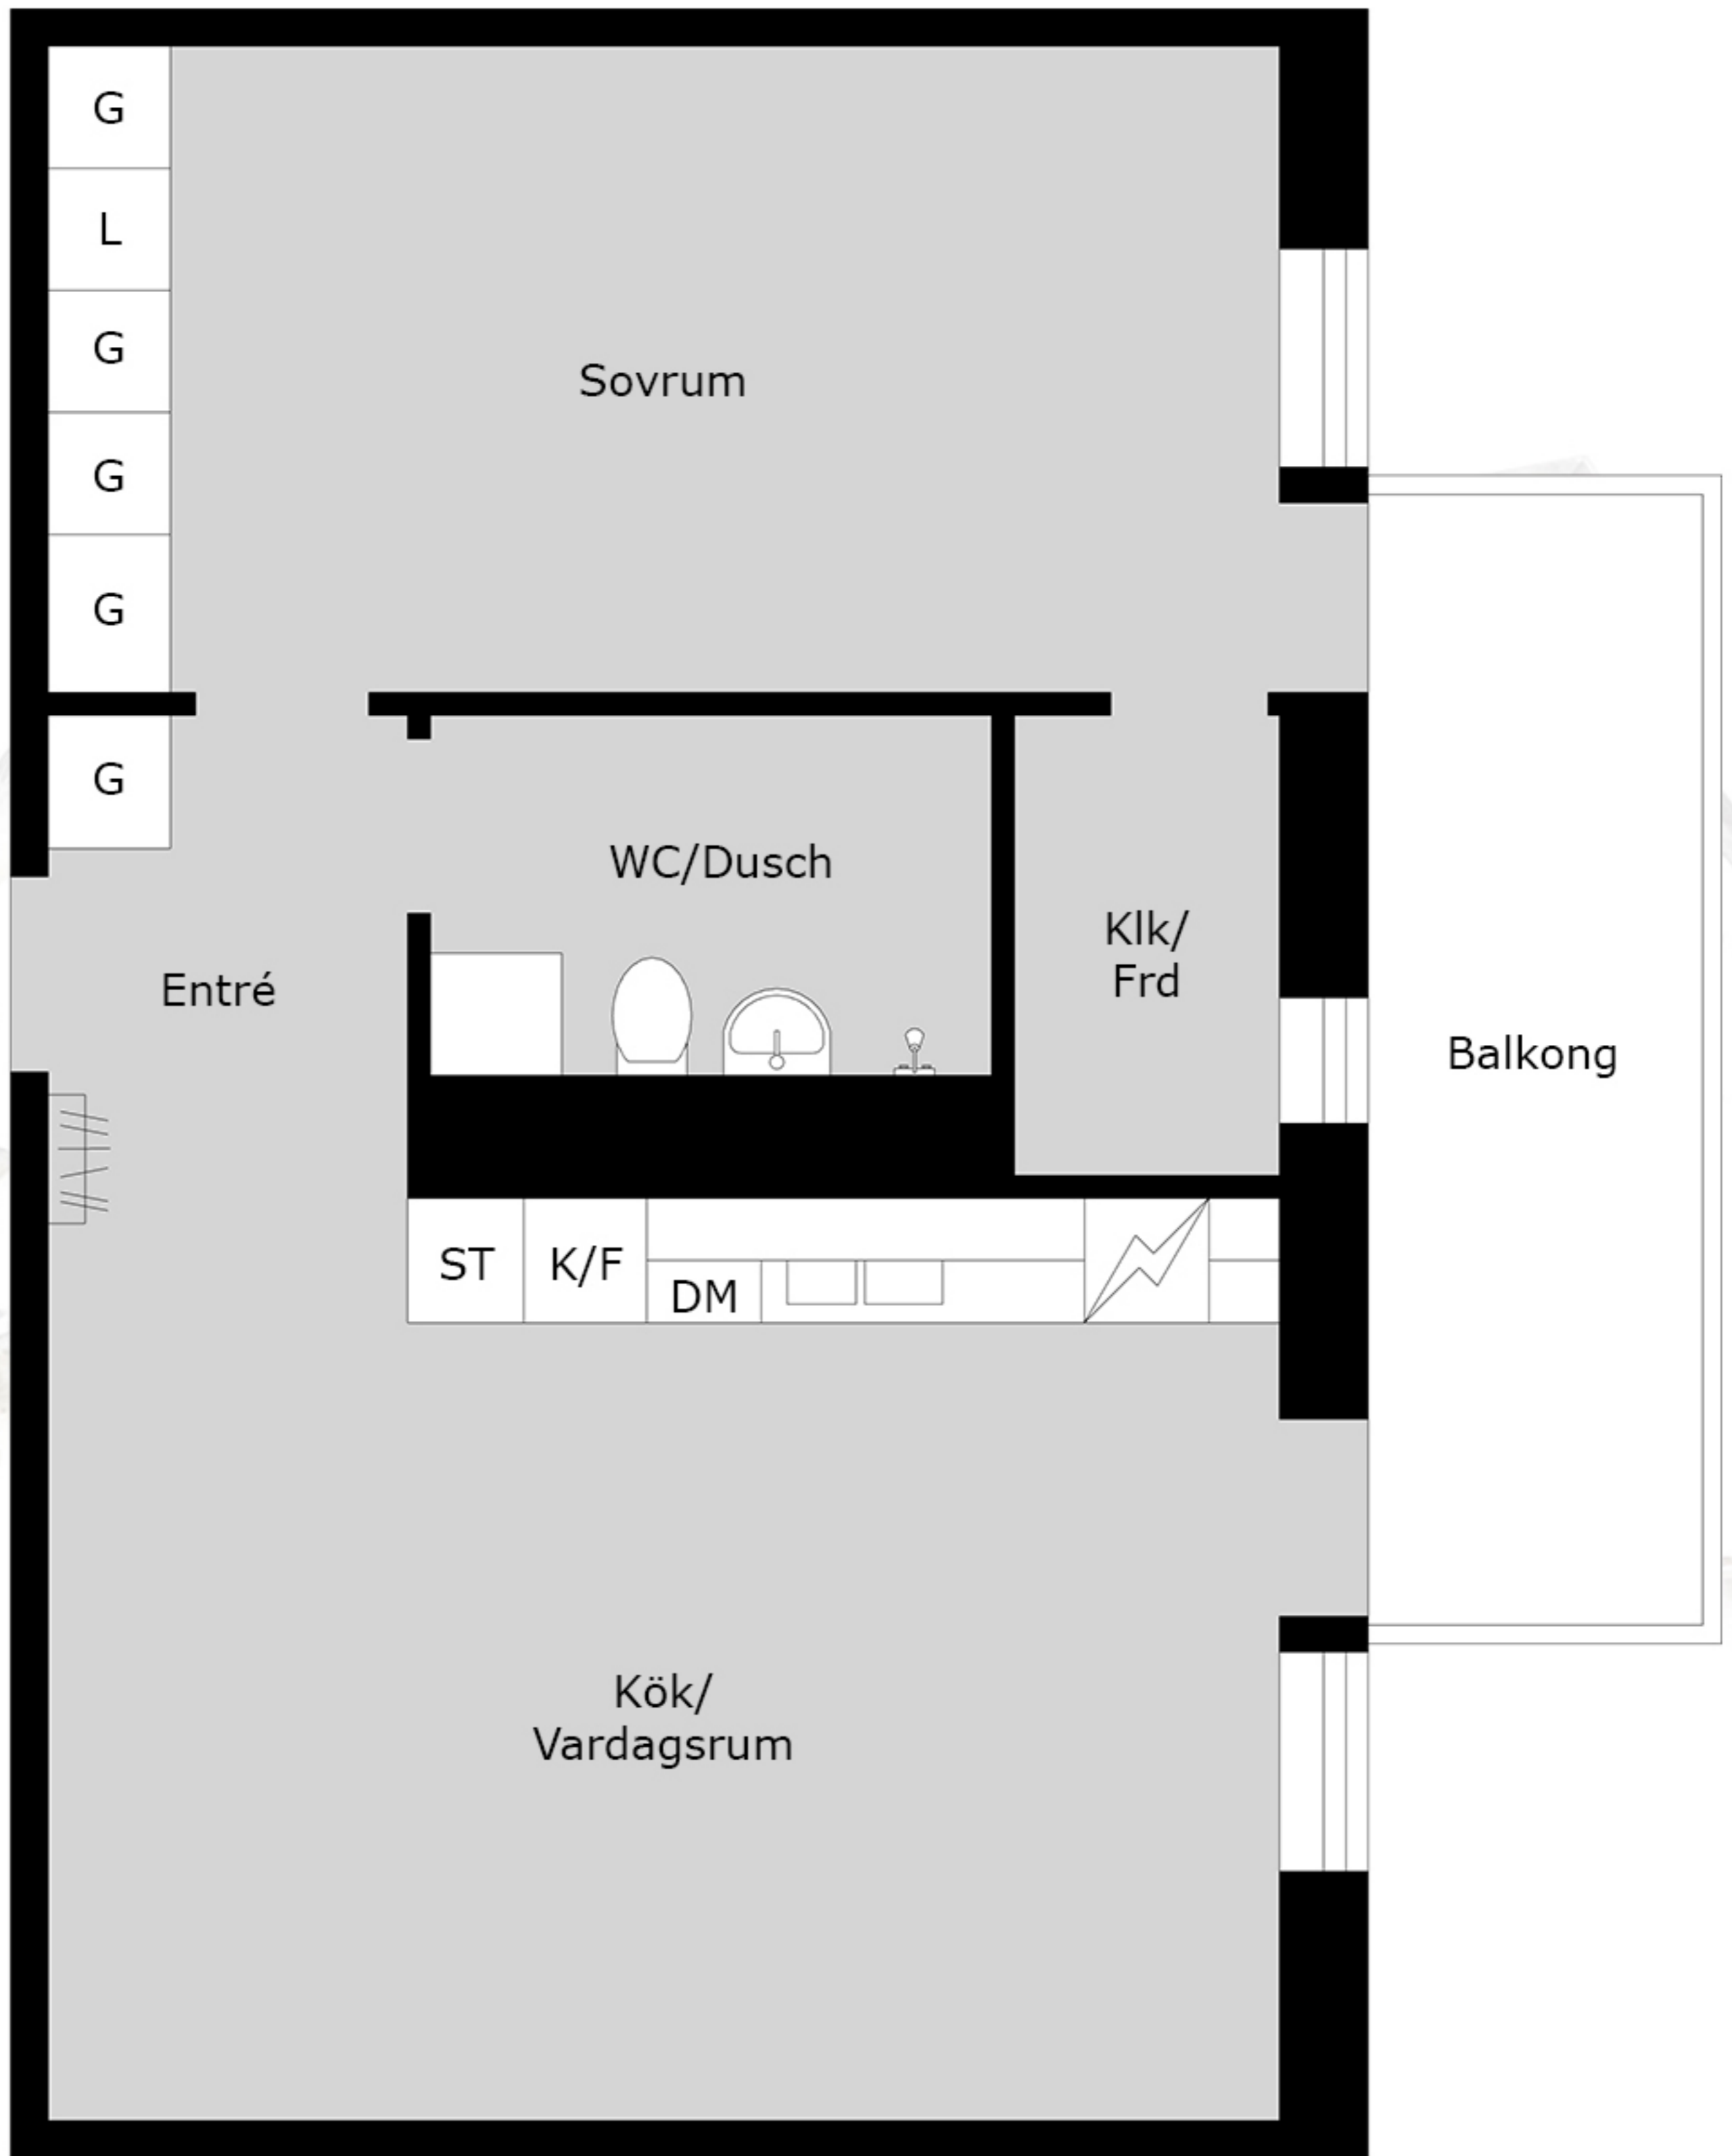 G
L
G
Sovrum
G
G
G
WC/Dusch
Klk/
Frd
Entré
Balkong
ST
K/F
DM
Kök/
Vardagsrum